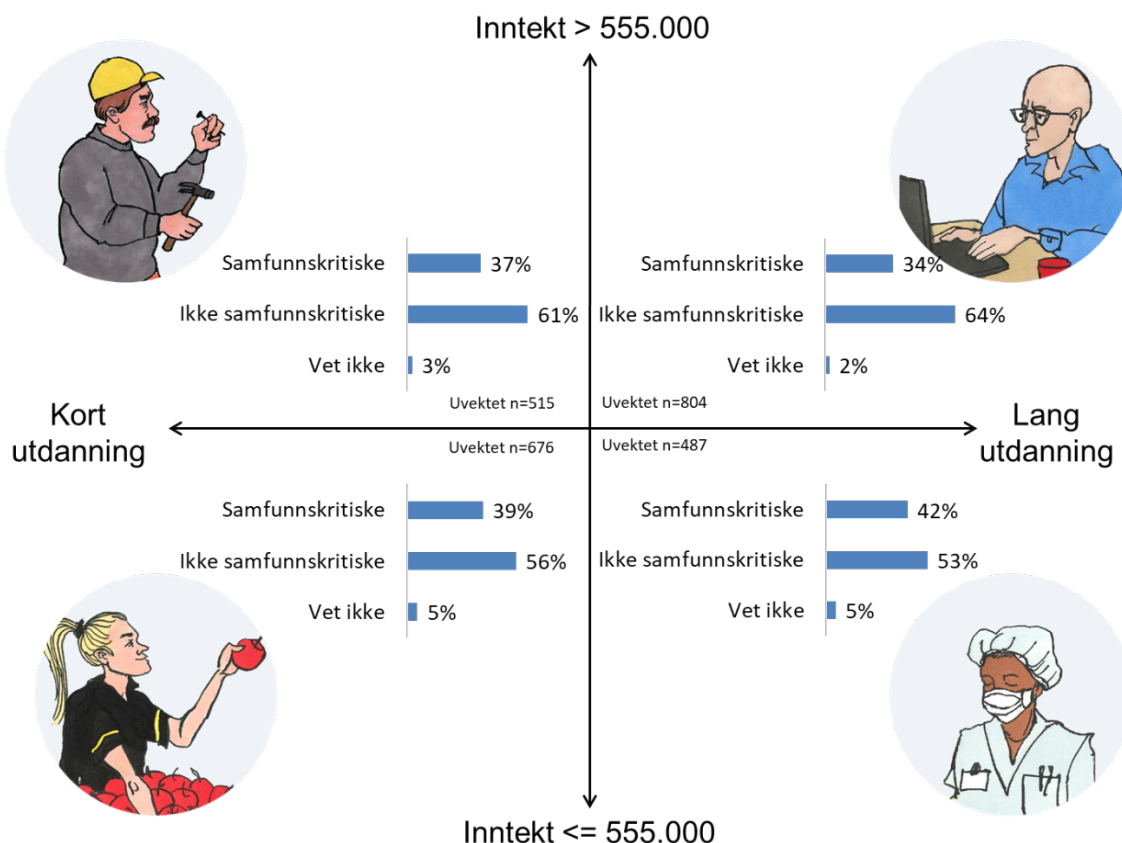 Inntekt > 555.000
Samfunnskritiske 37%
Ikke samfunnskritiske 61%
Vet ikke 3%
Uvektet n=515
Samfunnskritiske 34%
Ikke samfunnskritiske 64%
Vet ikke 2%
Uvektet n=804
Kort
utdanning
Lang
utdanning
Uvektet n=676
Samfunnskritiske 39%
Ikke samfunnskritiske 56%
Vet ikke 5%
Uvektet n=487
Samfunnskritiske 42%
Ikke samfunnskritiske 53%
Vet ikke 5%
Inntekt <= 555.000